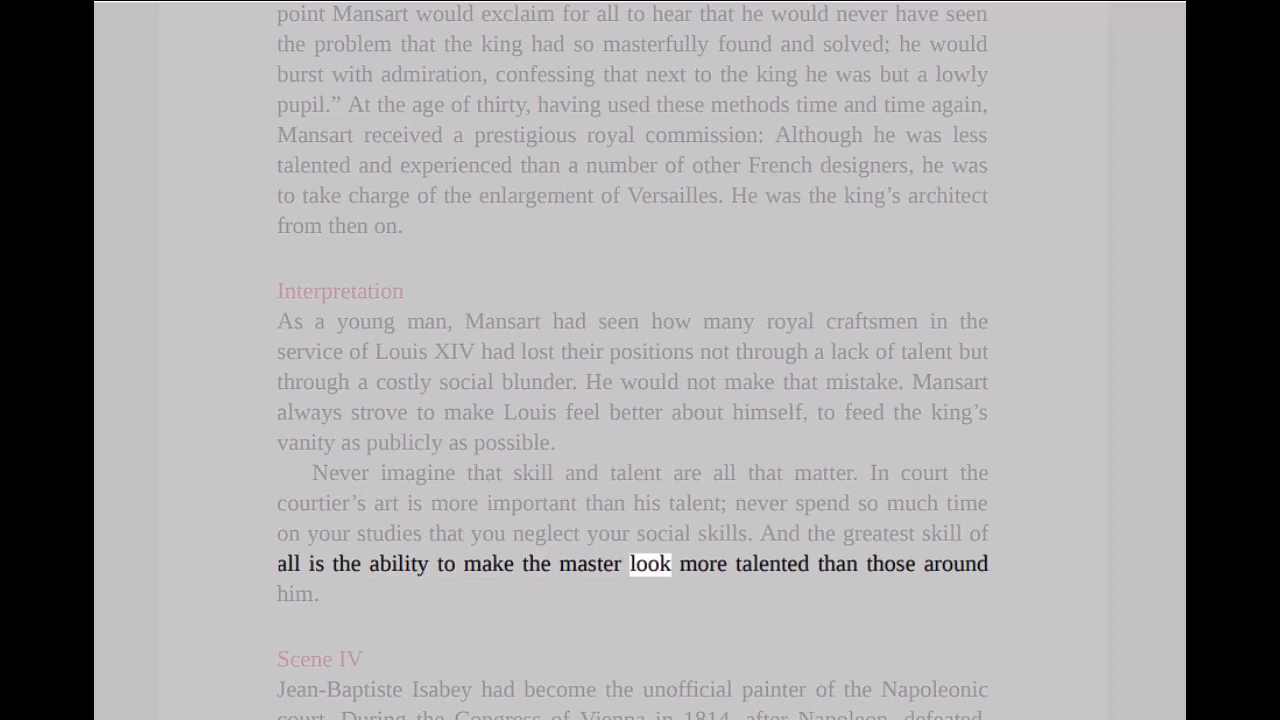 point Mansart would exclaim for all to hear that he would never have seen
the problem that the king had so masterfully found and solved; he would
burst with admiration, confessing that next to the king he was but a lowly
pupil.” At the age of thirty, having used these methods time and time again,
Mansart received a prestigious royal commission: Although he was less
talented and experienced than a number of other French designers, he was
to take charge of the enlargement of Versailles. He was the king’s architect
from then on.
Interpretation
As a young man, Mansart had seen how many royal craftsmen in the
service of Louis XIV had lost their positions not through a lack of talent but
through a costly social blunder. He would not make that mistake. Mansart
always strove to make Louis feel better about himself, to feed the king’s
vanity as publicly as possible.
Never imagine that skill and talent are all that matter. In court the
courtier’s art is more important than his talent; never spend so much time
on your studies that you neglect your social skills. And the greatest skill of
all is the ability to make the master look more talented than those around
him.
Scene IV
Jean-Baptiste Isabey had become the unofficial painter of the Napoleonic
court. During the Congress of Vienna in 1814, after Napoleon, defeated,